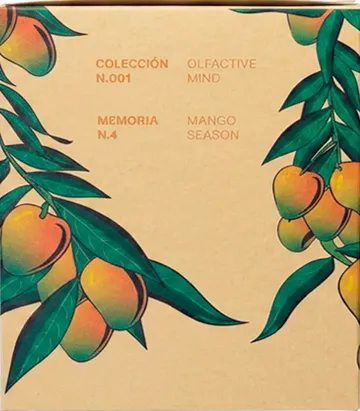 COLECCIÓN OLFACTIVE
N.001 MIND
MEMORIA MANGO
N.4 SEASON